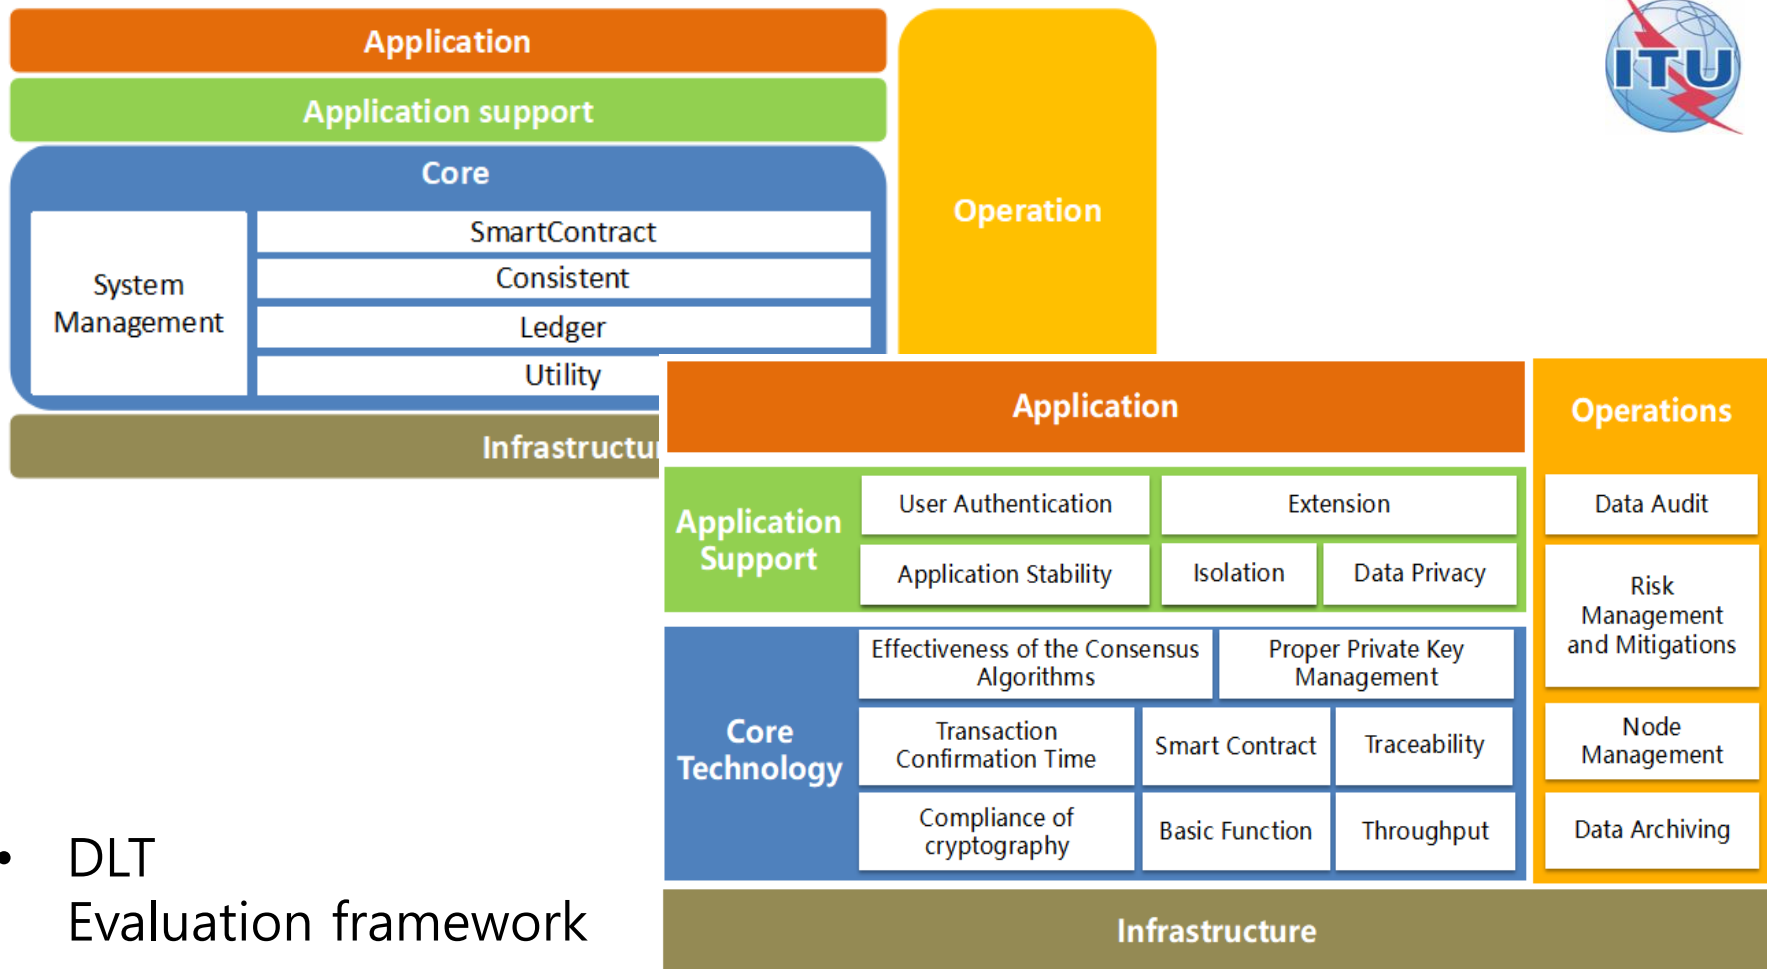 Application
Application support
Core
System
Management
SmartContract
Consistent
Ledger
Utility
Operation
ITU
Application
Operations
Application
Support
User Authentication
Extension
Application Stability
Isolation
Data Privacy
Data Audit
Risk
Management
and Mitigations
Node
Management
Data Archiving
Core
Technology
Effectiveness of the Consensus
Algorithms
Proper Private Key
Management
Transaction
Confirmation Time
Smart Contract
Traceability
Compliance of
cryptography
Basic Function
Throughput
Infrastructure
• DLT
Evaluation framework